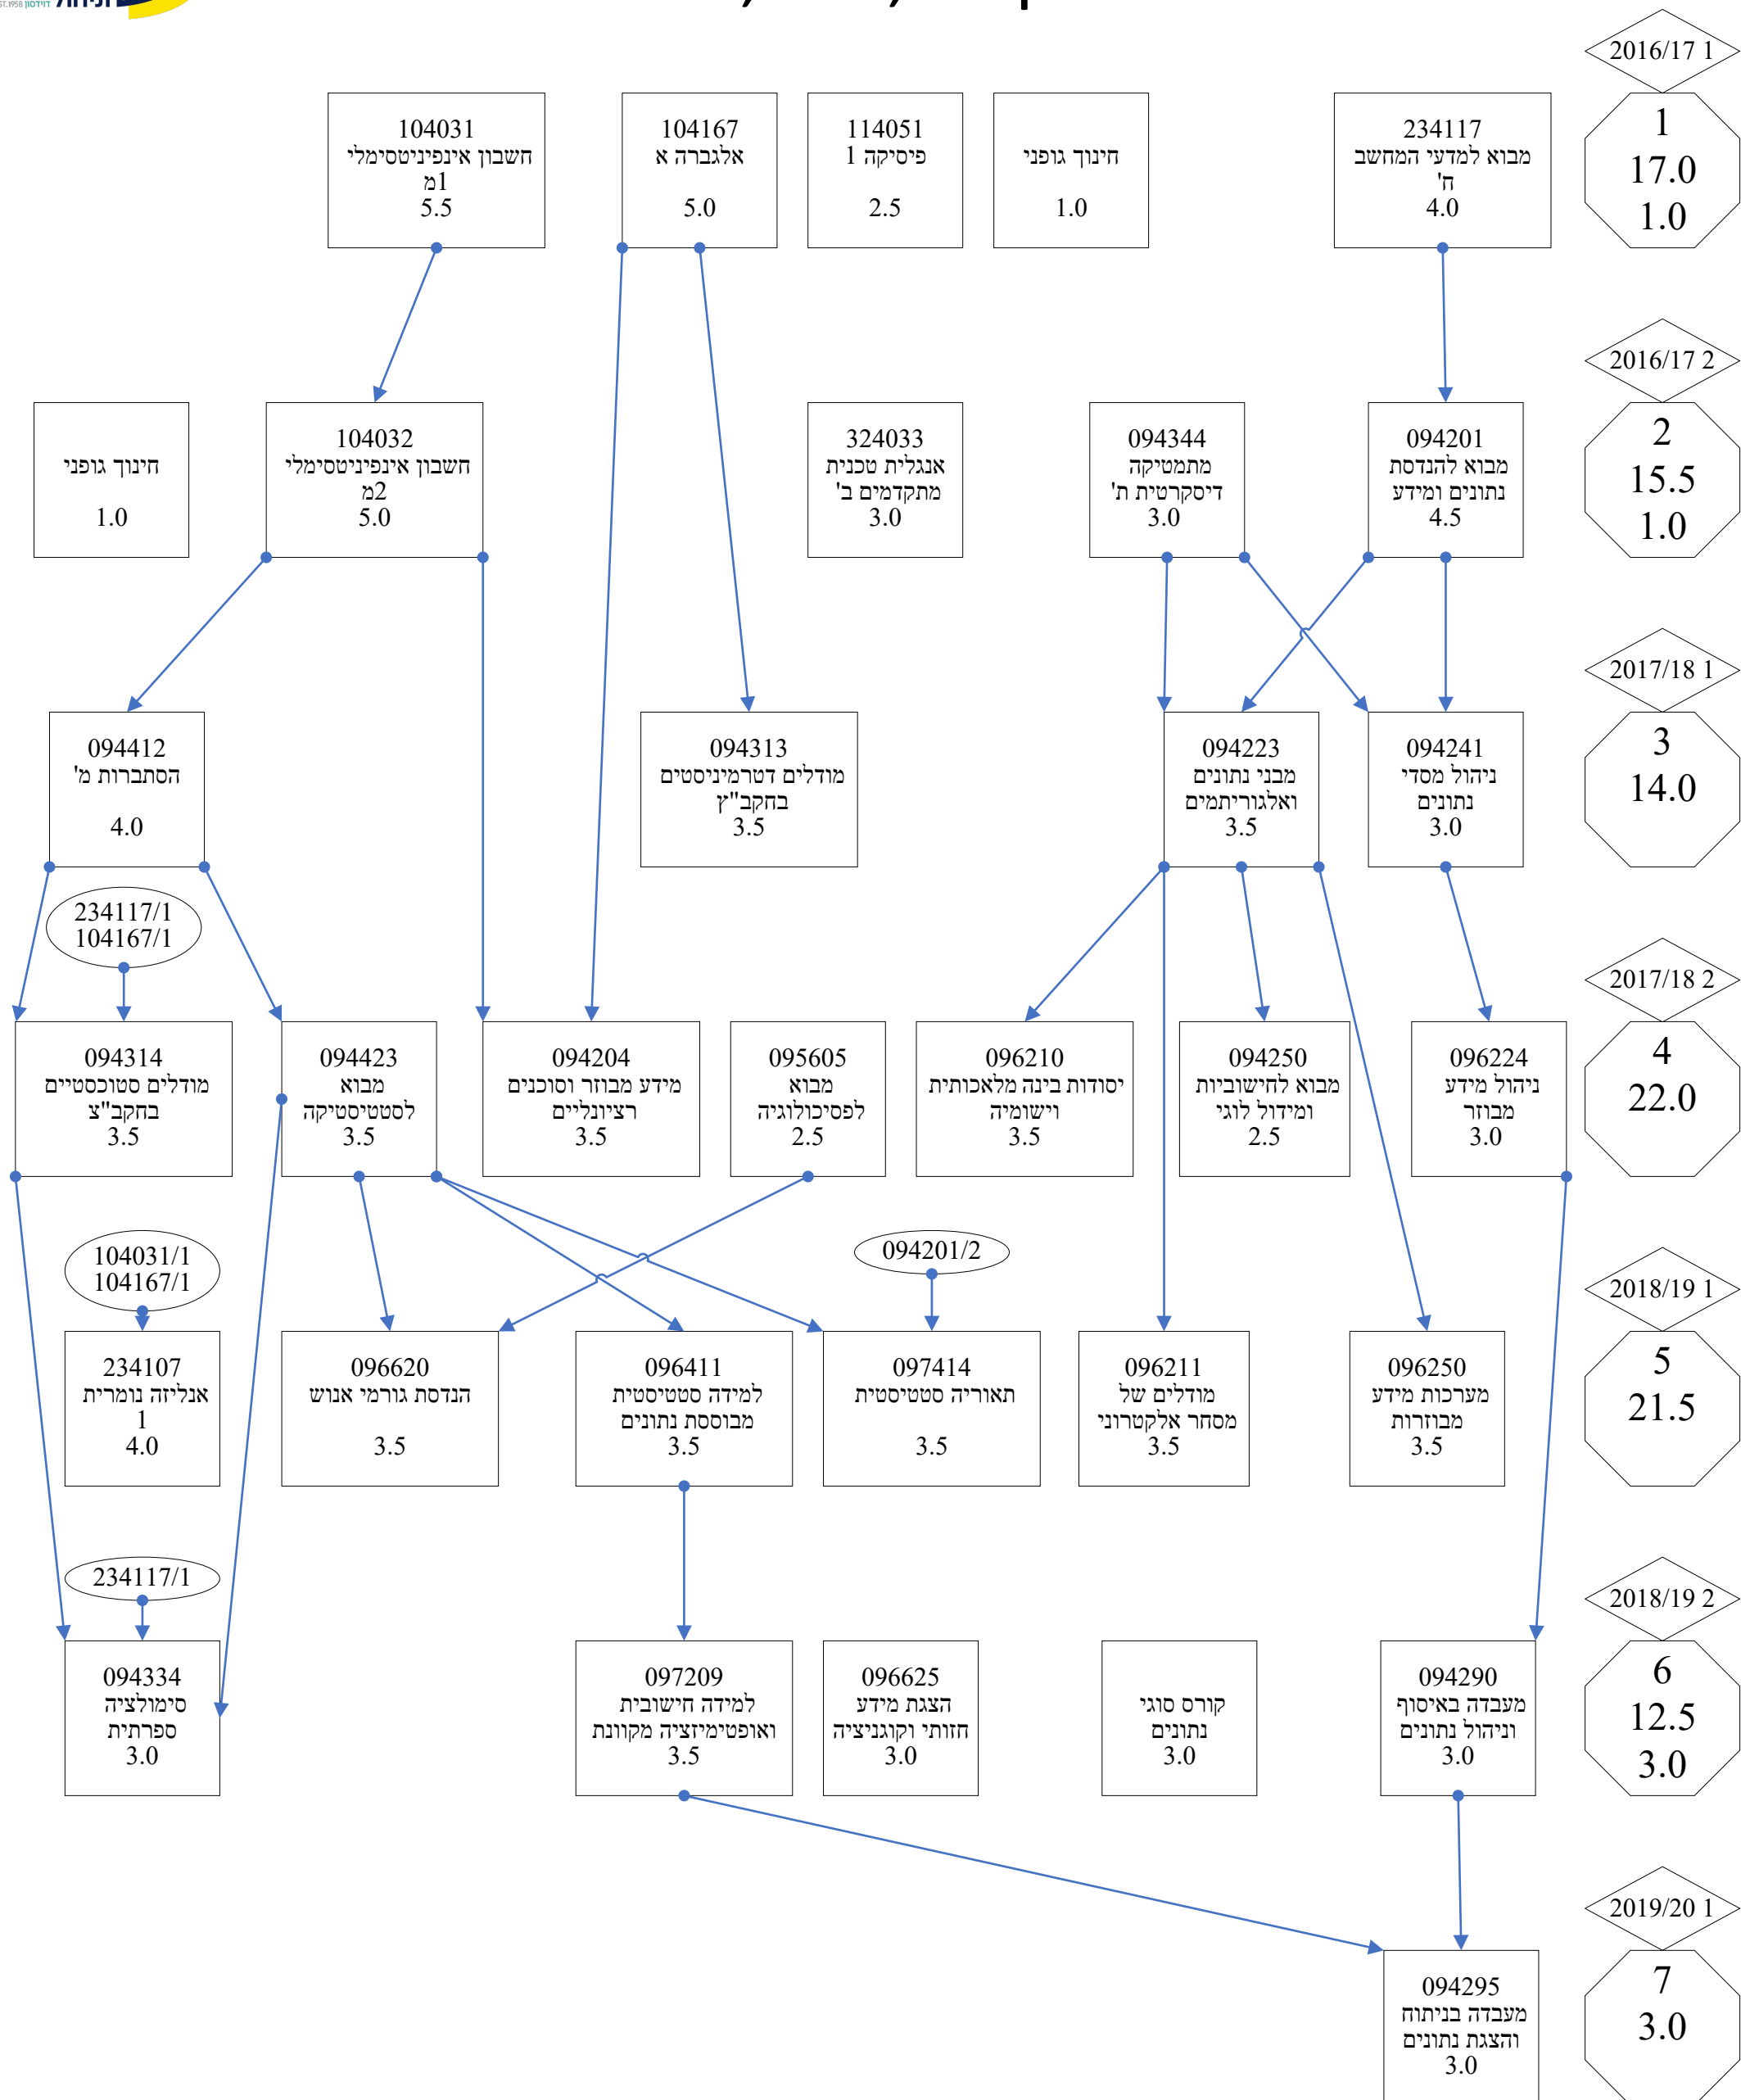 EST.1958 דוידסון
2016/17 1
1
17.0
1.0
234117
מבוא למדעי המחשב
ח'
4.0
חינוך גופני
1.0
114051
פיסיקה 1
2.5
104167
אלגברה א
5.0
104031
חשבון אינפיניטסימלי
1מ
5.5
2016/17 2
2
15.5
1.0
094201
מבוא להנדסת
נתונים ומידע
4.5
094344
מתמטיקה
דיסקרטית ת'
3.0
324033
אנגלית טכנית
מתקדמים ב'
3.0
104032
חשבון אינפיניטסימלי
2מ
5.0
חינוך גופני
1.0
2017/18 1
3
14.0
094241
ניהול מסדי
נתונים
3.0
094223
מבני נתונים
ואלגוריתמים
3.5
094313
מודלים דטרמיניסטים
בחקב"ץ
3.5
094412
הסתברות מ'
4.0
234117/1
104167/1
2017/18 2
4
22.0
096224
ניהול מידע
מבוזר
3.0
094250
מבוא לחישוביות
ומידול לוגי
2.5
096210
יסודות בינה מלאכותית
וישומיה
3.5
095605
מבוא
לפסיכולוגיה
2.5
094204
מידע מבוזר וסוכנים
רציונליים
3.5
094423
מבוא
לסטטיסטיקה
3.5
094314
מודלים סטוכסטיים
בחקב"צ
3.5
094201/2
104031/1
104167/1
2018/19 1
5
21.5
096250
מערכות מידע
מבוזרות
3.5
096211
מודלים של
מסחר אלקטרוני
3.5
097414
תאוריה סטטיסטית
3.5
096411
למידה סטטיסטית
מבוססת נתונים
3.5
096620
הנדסת גורמי אנוש
3.5
234107
אנליזה נומרית
1
4.0
234117/1
2018/19 2
6
12.5
3.0
094290
מעבדה באיסוף
וניהול נתונים
3.0
קורס סוגי
נתונים
3.0
096625
הצגת מידע
חזותי וקוגניציה
3.0
097209
למידה חישובית
ואופטימיזציה מקוונת
3.5
094334
סימולציה
ספרתית
3.0
2019/20 1
7
3.0
094295
מעבדה בניתוח
והצגת נתונים
3.0